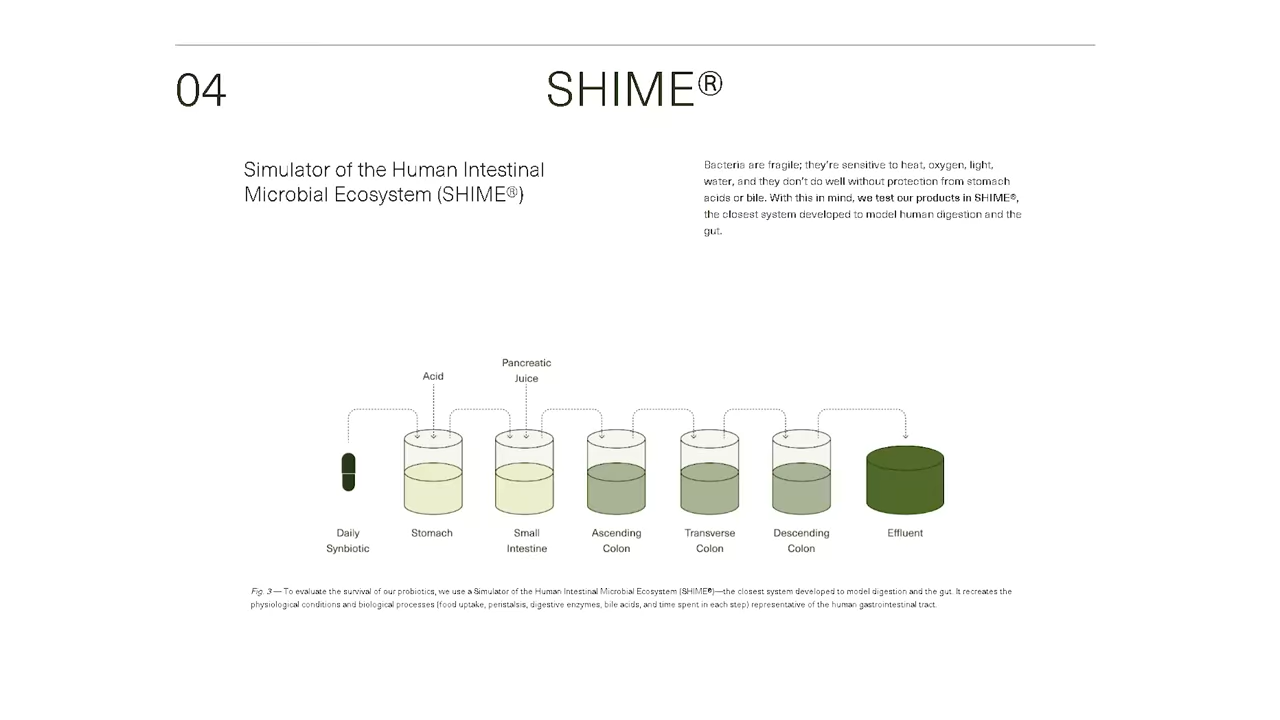 04
SHIME®
Simulator of the Human Intestinal
Microbial Ecosystem (SHIME®)
Bacteria are fragile; they're sensitive to heat, oxygen, light,
water, and they don't do well without protection from stomach
acids or bile. With this in mind, we test our products in SHIME®,
the closest system developed to model human digestion and the
gut.
Acid
Pancreatic
Juice
Daily
Synbiotic
Stomach
Small
Intestine
Ascending
Colon
Transverse
Colon
Descending
Colon
Effluent
Fig. 3 — To evaluate the survival of our probiotics, we use a Simulator of the Human Intestinal Microbial Ecosystem (SHIME®)—the closest system developed to model digestion and the gut. It recreates the
physiological conditions and biological processes (food uptake, peristalsis, digestive enzymes, bile acids, and time spent in each step) representative of the human gastrointestinal tract.